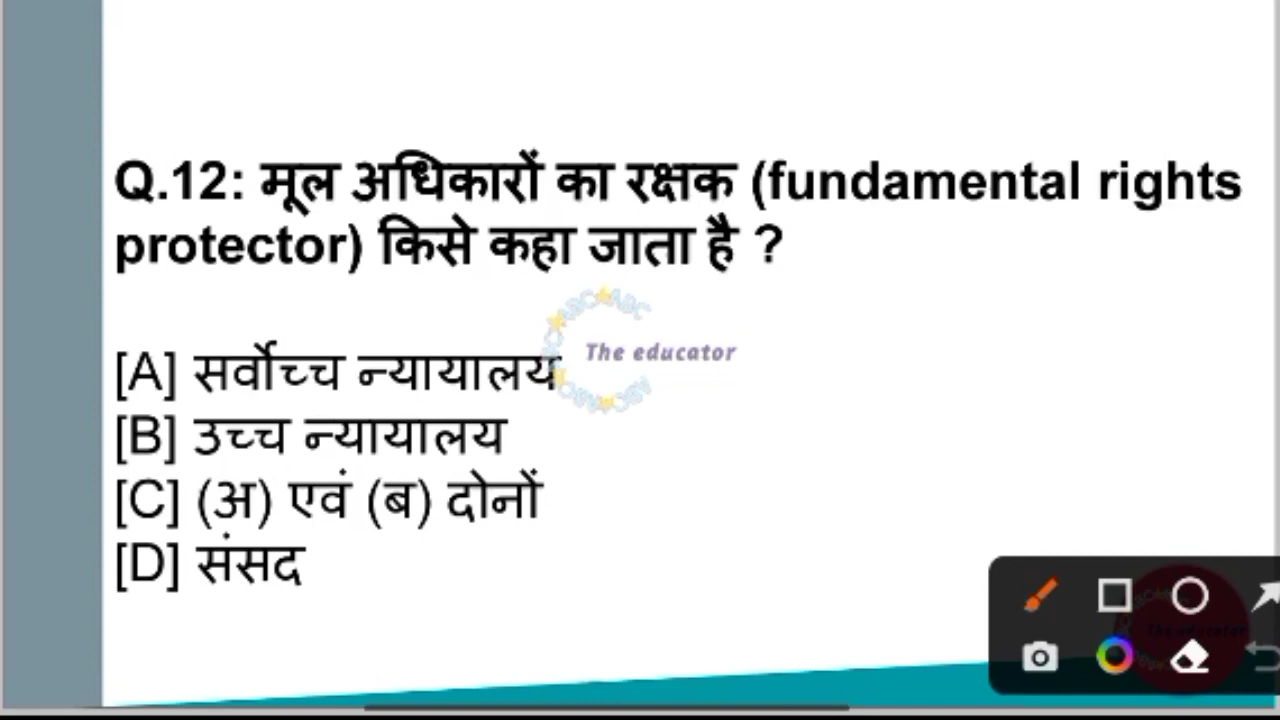 Q.12: मूल अधिकारों का रक्षक (fundamental rights
protector) किसे कहा जाता है ?
The educator
[A] सर्वोच्च न्यायालय
[B] उच्च न्यायालय
[C] (अ) एवं (ब) दोनों
[D] संसद